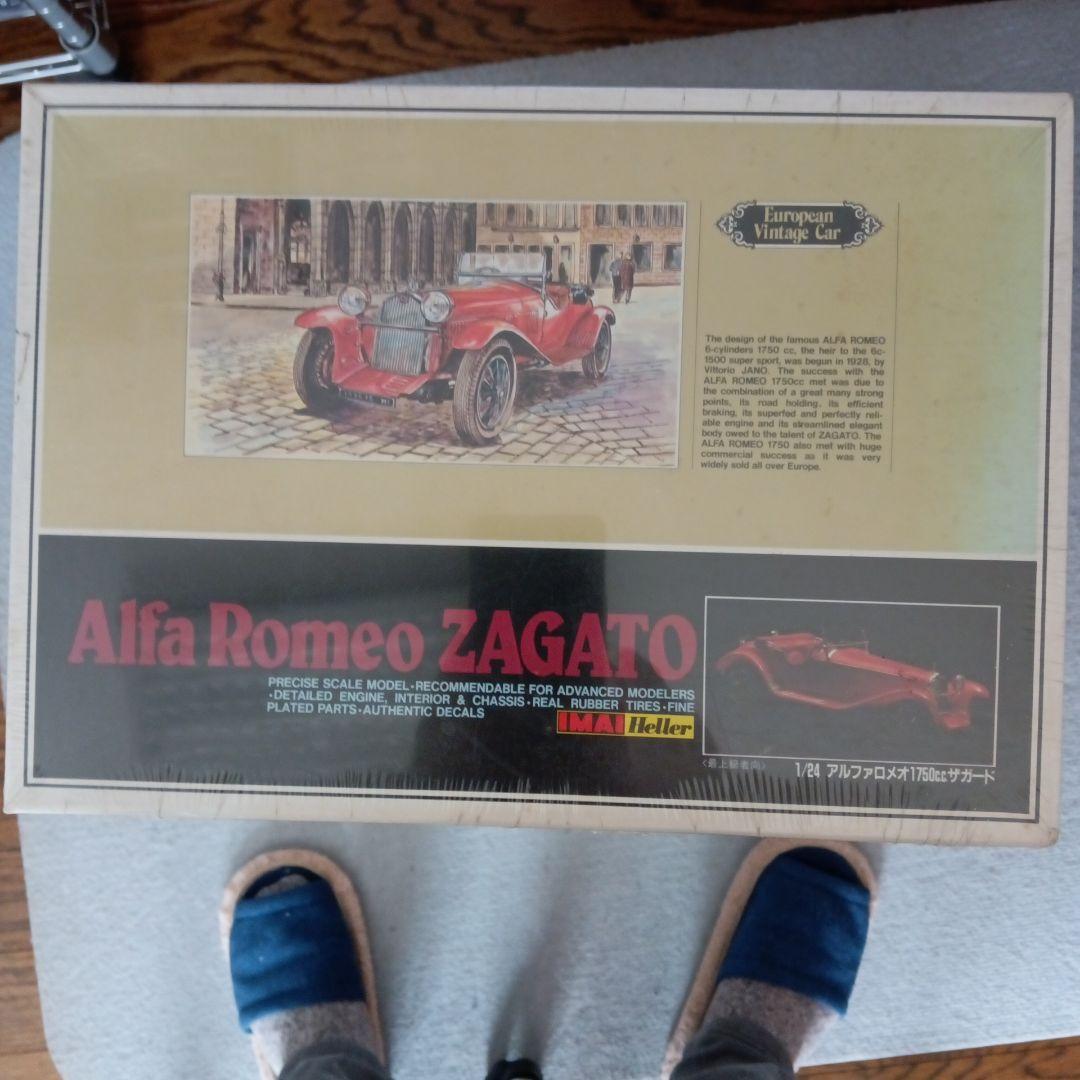 European
Vintage Car
The design of the famous ALFA ROMEO
6-cylinders 1750 cc, the heir to the 6c-
1500 super sport, was begun in 1928, by
Vittorio JANO. The success with the
ALFA ROMEO 1750cc met was due to
the combination of a great many strong
points, its road holding, its efficient
braking, its superfed and perfectly reli-
able engine and its streamlined elegant
body owed to the talent of ZAGATO. The
ALFA ROMEO 1750 also met with huge
commercial success as it was very
widely sold all over Europe.
Alfa Romeo ZAGATO
PRECISE SCALE MODEL·RECOMMENDABLE FOR ADVANCED MODELERS
·DETAILED ENGINE, INTERIOR & CHASSIS·REAL RUBBER TIRES·FINE
PLATED PARTS·AUTHENTIC DECALS
IMAI Heller
〈最上級者向〉
1/24 アルファロメオ1750c.cザガード